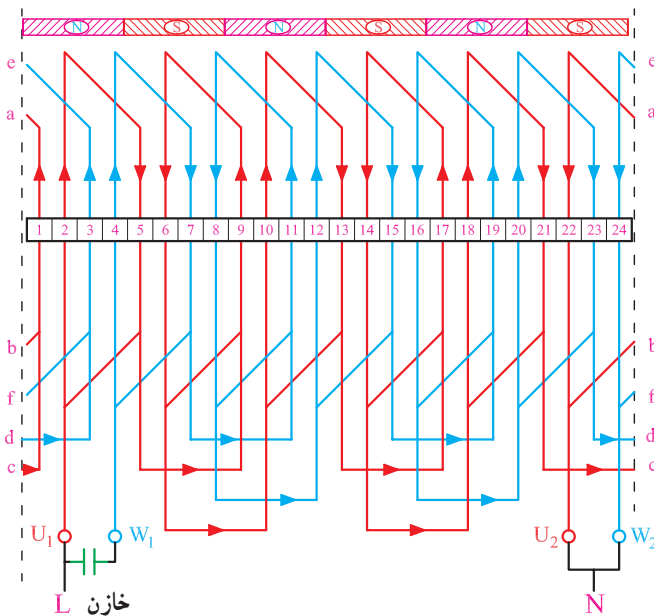 N S N S N S
e e
a a
1 2 3 4 5 6 7 8 9 10 11 12 13 14 15 16 17 18 19 20 21 22 23 24
b b
f f
d d
c c
U1 W1 U2 W2
L خازن N